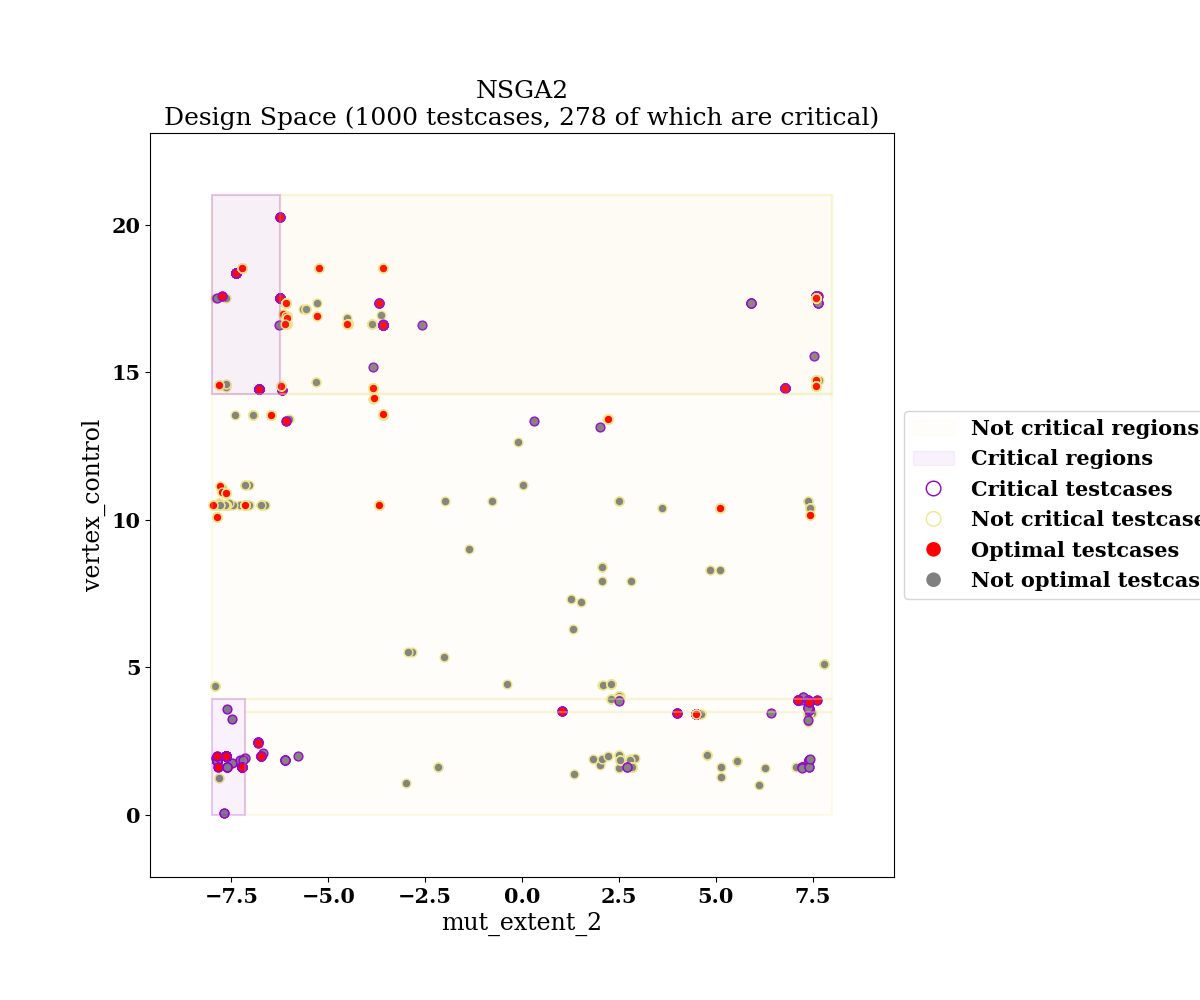 NSGA2
Design Space (1000 testcases, 278 of which are critical)
vertex_control
20
15
10
5
0
−7.5 −5.0 −2.5 0.0 2.5 5.0 7.5
mut_extent_2
Not critical regions
Critical regions
Critical testcases
Not critical testcase
Optimal testcases
Not optimal testcas